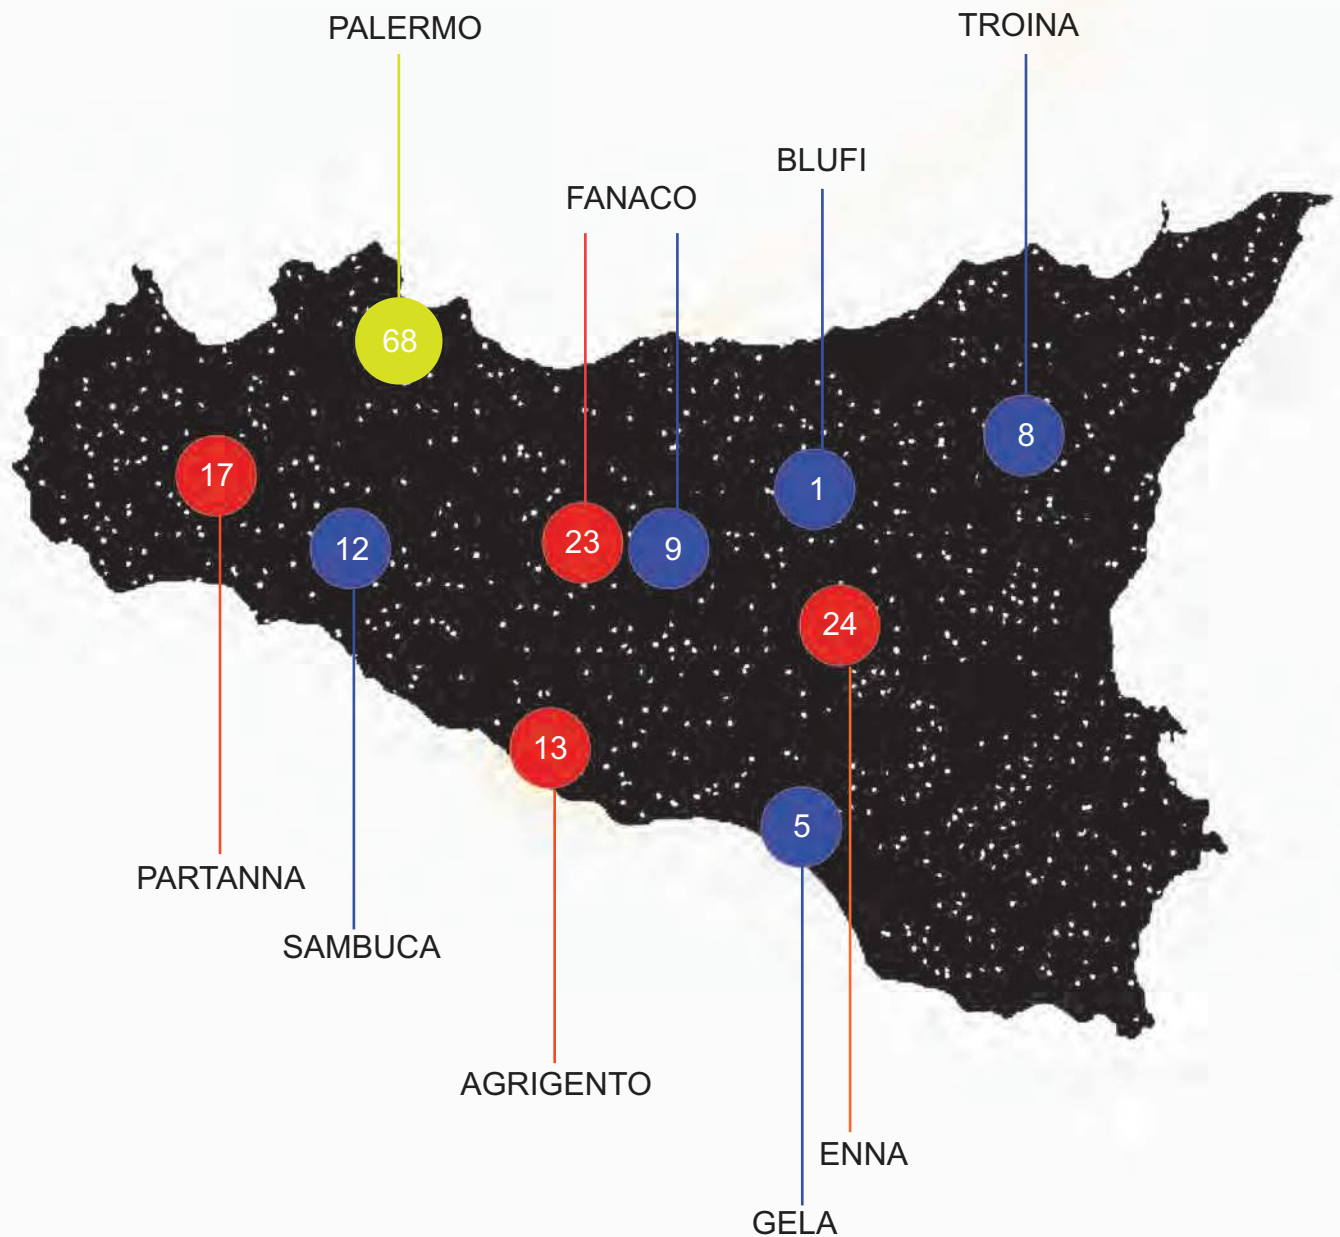 PALERMO
TROINA
BLUFI
FANACO
68
8
17
1
12
23
9
24
13
5
PARTANNA
SAMBUCA
AGRIGENTO
ENNA
GELA